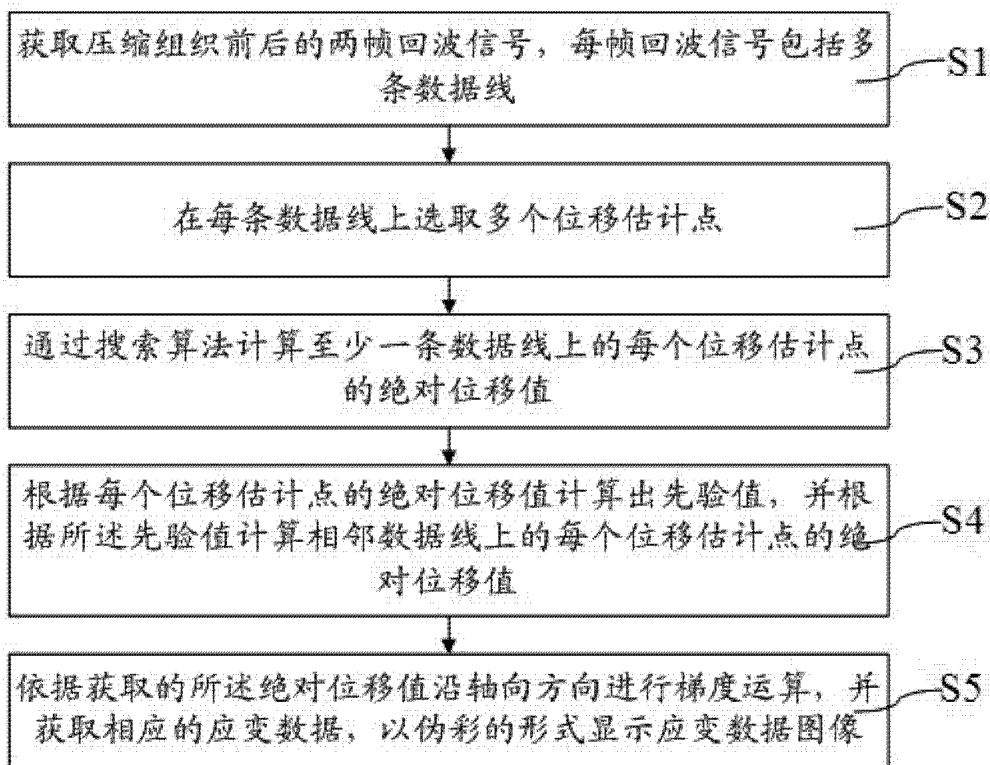 获取压缩组织前后的两帧回波信号，每帧回波信号包括多
条数据线
S1
在每条数据线上选取多个位移估计点
S2
通过搜索算法计算至少一条数据线上的每个位移估计点
的绝对位移值
S3
根据每个位移估计点的绝对位移值计算出先验值，并根
据所述先验值计算相邻数据线上的每个位移估计点的绝
对位移值
S4
依据获取的所述绝对位移值沿轴向方向进行梯度运算，并
获取相应的应变数据，以伪彩的形式显示应变数据图像
S5